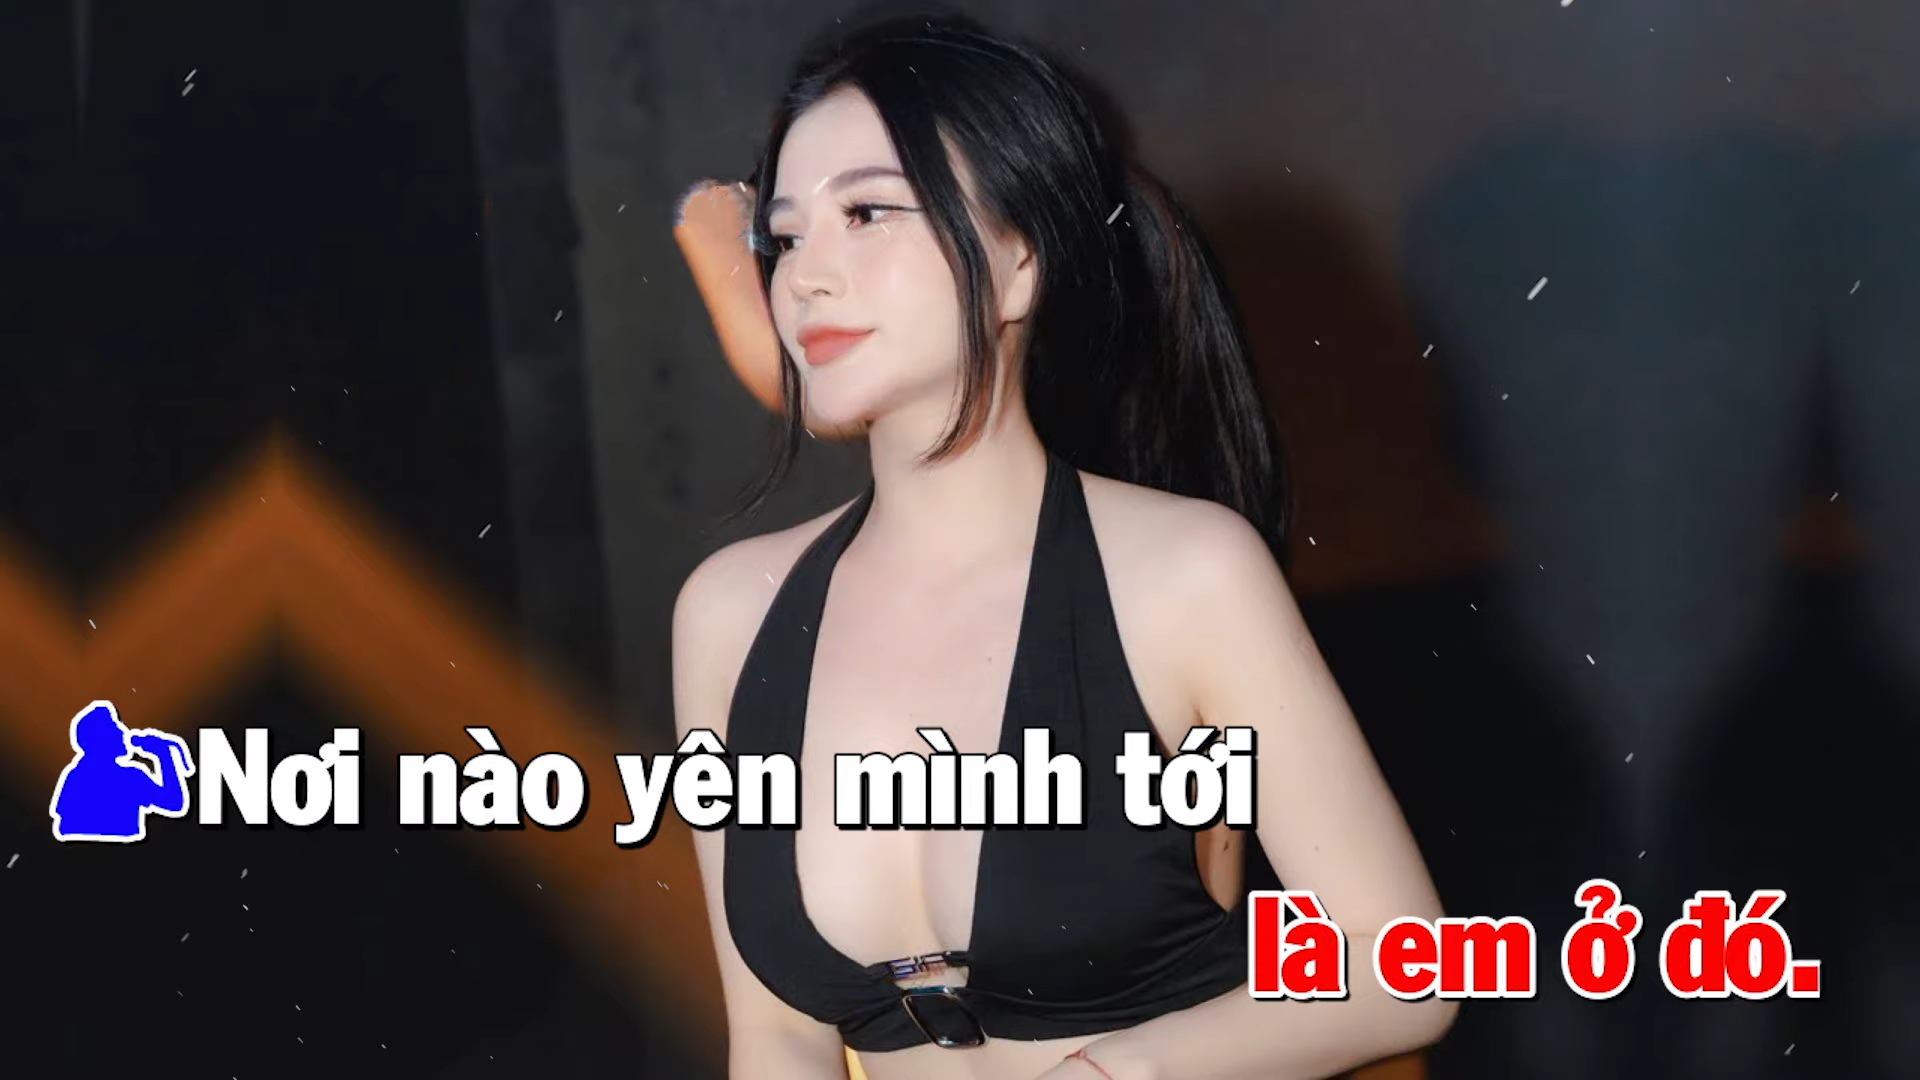 Nơi nào yên mình tới
là em ở đó.